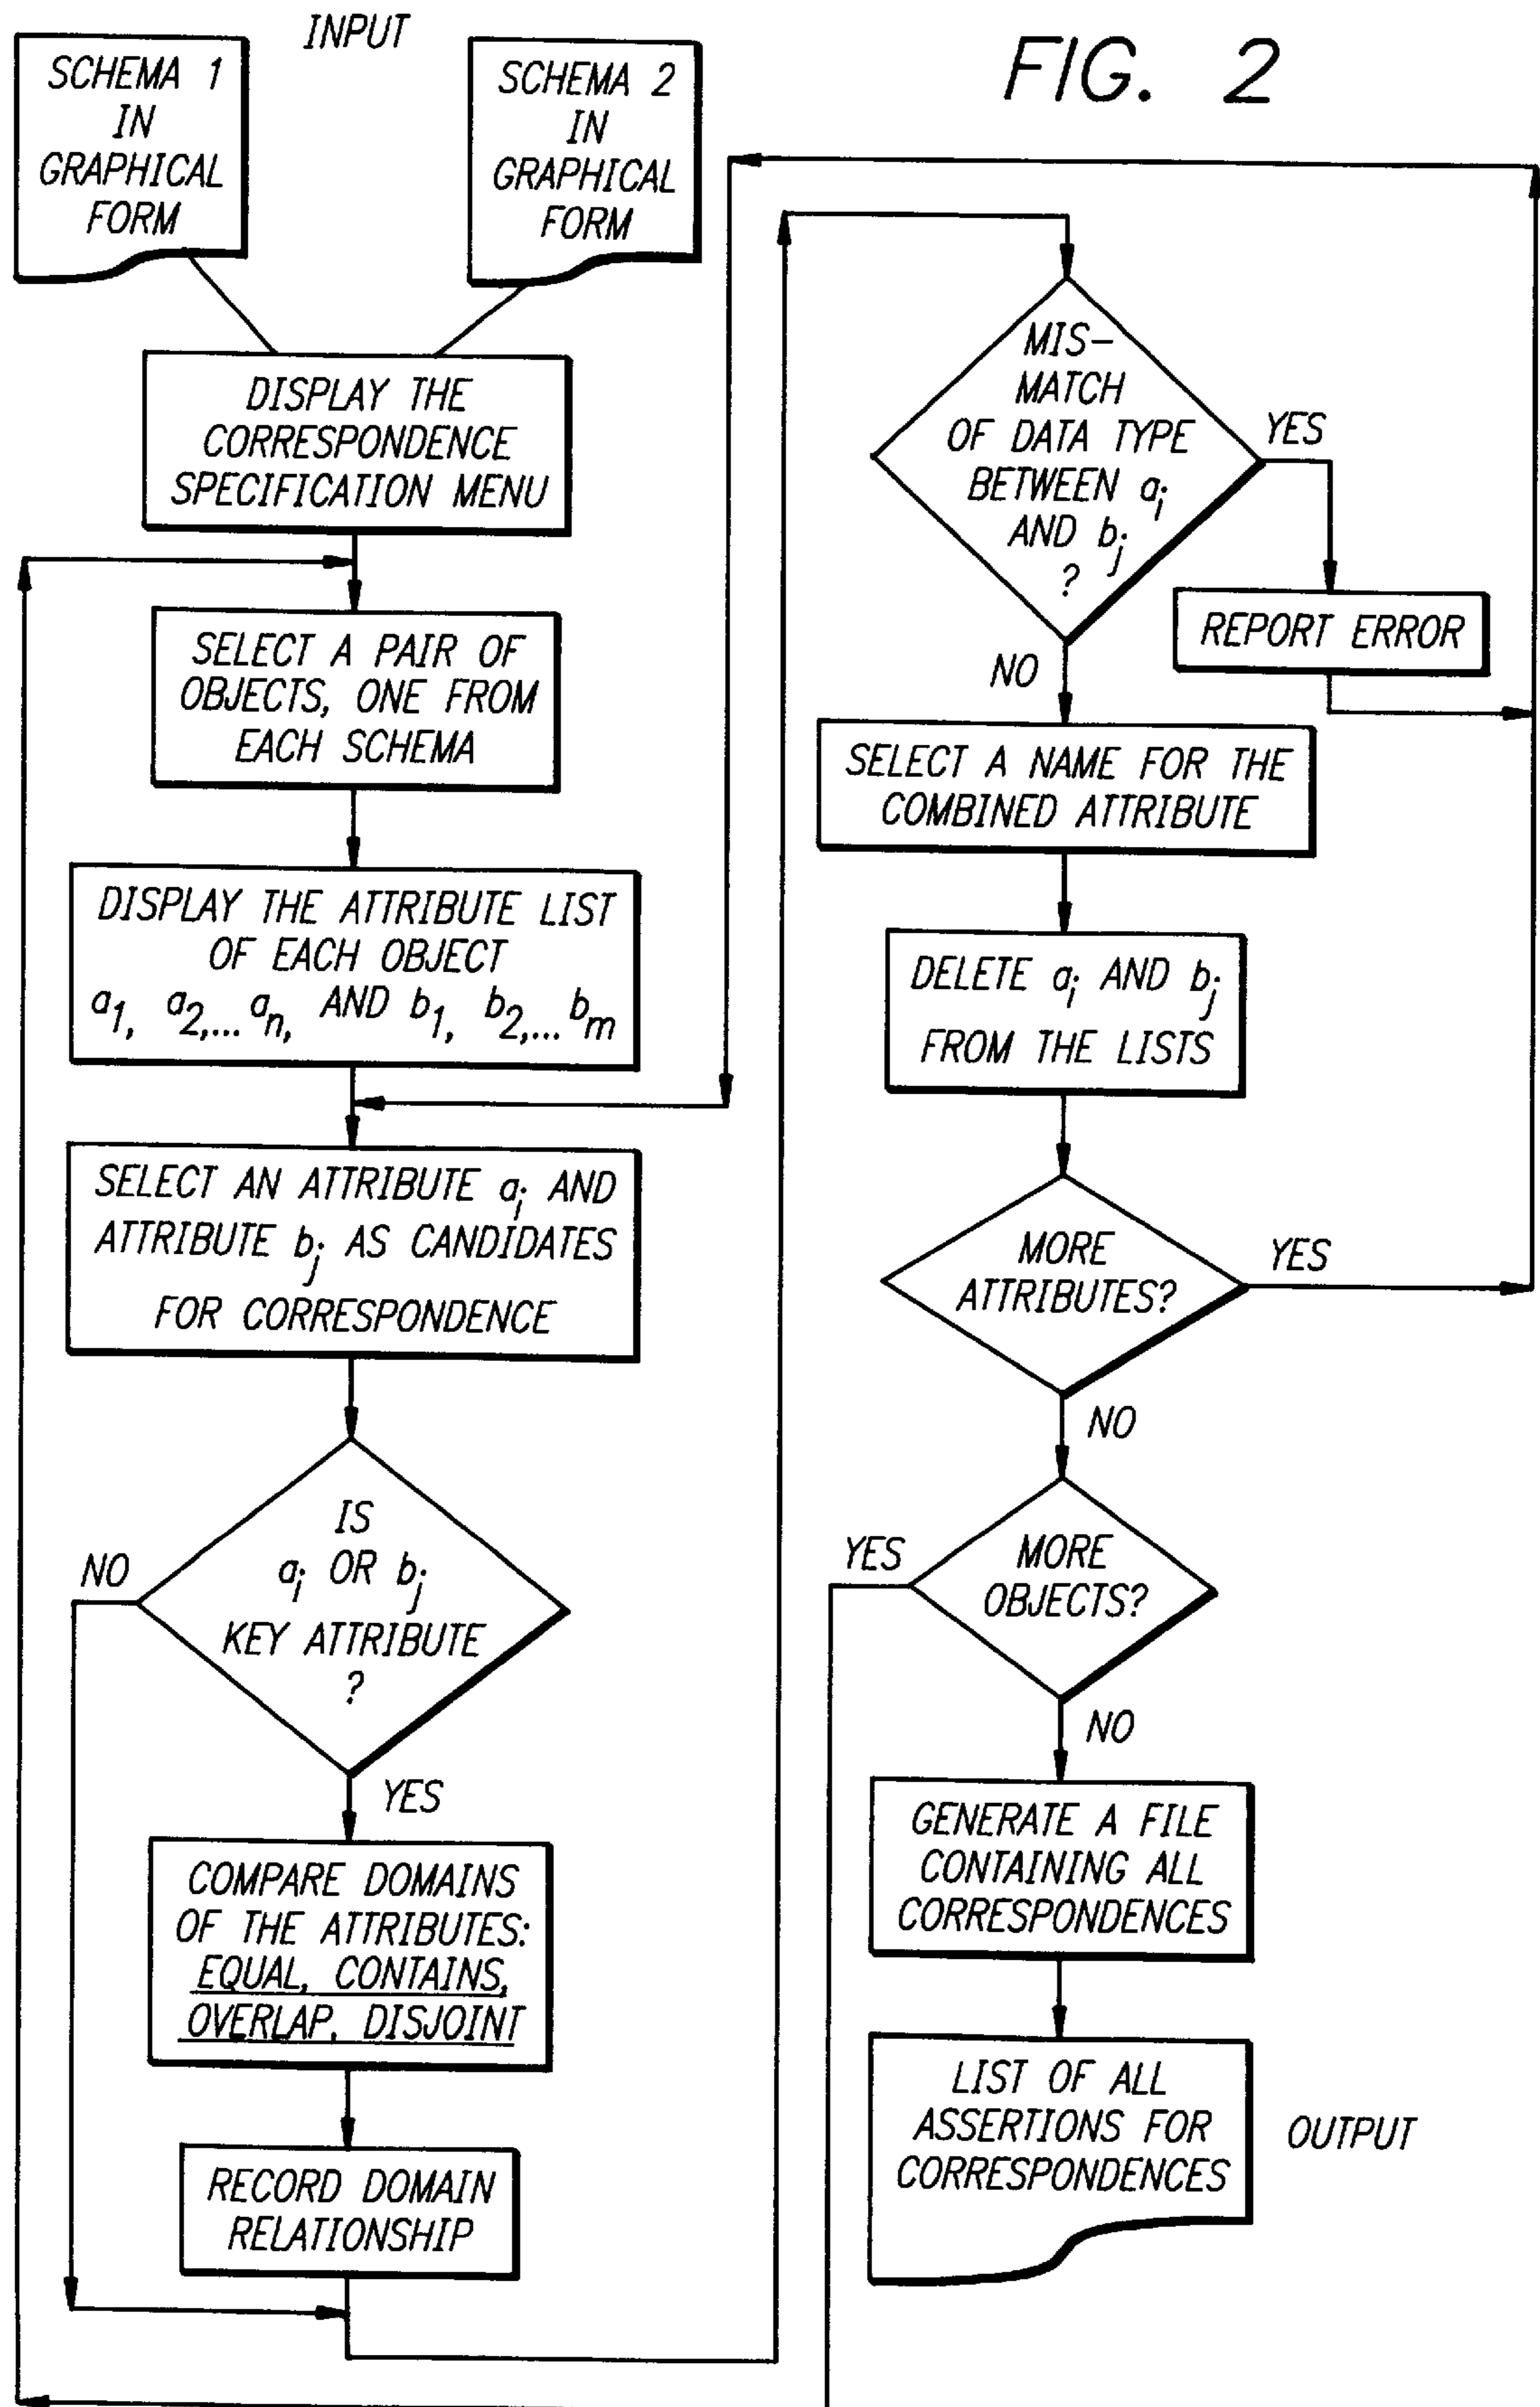 INPUT
FIG. 2
SCHEMA 1
IN
GRAPHICAL
FORM
SCHEMA 2
IN
GRAPHICAL
FORM
DISPLAY THE
CORRESPONDENCE
SPECIFICATION MENU
SELECT A PAIR OF
OBJECTS, ONE FROM
EACH SCHEMA
DISPLAY THE ATTRIBUTE LIST
OF EACH OBJECT
a1, a2,... an, AND b1, b2,... bm
SELECT AN ATTRIBUTE ai AND
ATTRIBUTE bj AS CANDIDATES
FOR CORRESPONDENCE
IS
ai OR bj
KEY ATTRIBUTE
?
NO
YES
COMPARE DOMAINS
OF THE ATTRIBUTES:
EQUAL, CONTAINS,
OVERLAP, DISJOINT
RECORD DOMAIN
RELATIONSHIP
MIS-
MATCH
OF DATA TYPE
BETWEEN ai
AND bj
?
YES
REPORT ERROR
NO
SELECT A NAME FOR THE
COMBINED ATTRIBUTE
DELETE ai AND bj
FROM THE LISTS
MORE
ATTRIBUTES?
YES
NO
MORE
OBJECTS?
YES
NO
GENERATE A FILE
CONTAINING ALL
CORRESPONDENCES
LIST OF ALL
ASSERTIONS FOR
CORRESPONDENCES
OUTPUT